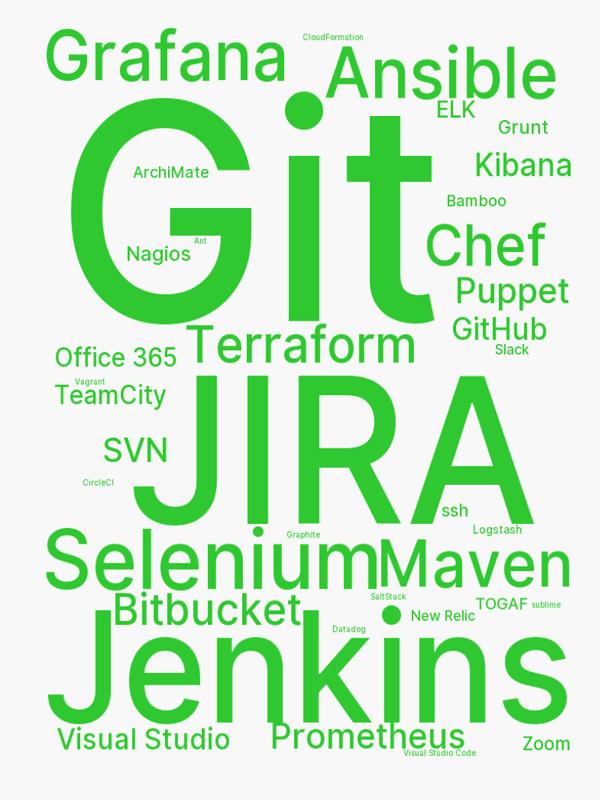 CloudFormation
Grafana
Ansible
ELK
Grunt
Git
Kibana
ArchiMate
Bamboo
Ant
Nagios
Chef
Puppet
GitHub
Terraform
Slack
Office 365
Vagrant
TeamCity
JIRA
SVN
CircleCI
ssh
Logstash
Graphite
Selenium
Maven
SaltStack
TOGAF
sublime
Bitbucket
New Relic
Datadog
Jenkins
Visual Studio
Prometheus
Zoom
Visual Studio Code